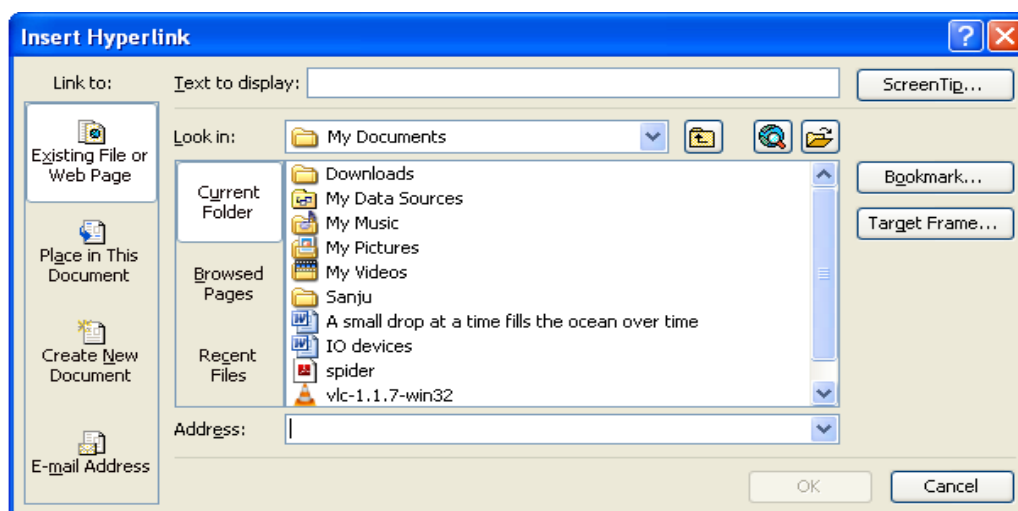 Insert Hyperlink
Link to:
Text to display:
ScreenTip...
Existing File or
Web Page
Look in:
My Documents
Current
Folder
Downloads
My Data Sources
My Music
My Pictures
My Videos
Sanju
A small drop at a time fills the ocean over time
IO devices
spider
vlc-1.1.7-win32
Bookmark...
Target Frame...
Place in This
Document
Browsed
Pages
Create New
Document
Recent
Files
Address:
E-mail Address
OK
Cancel